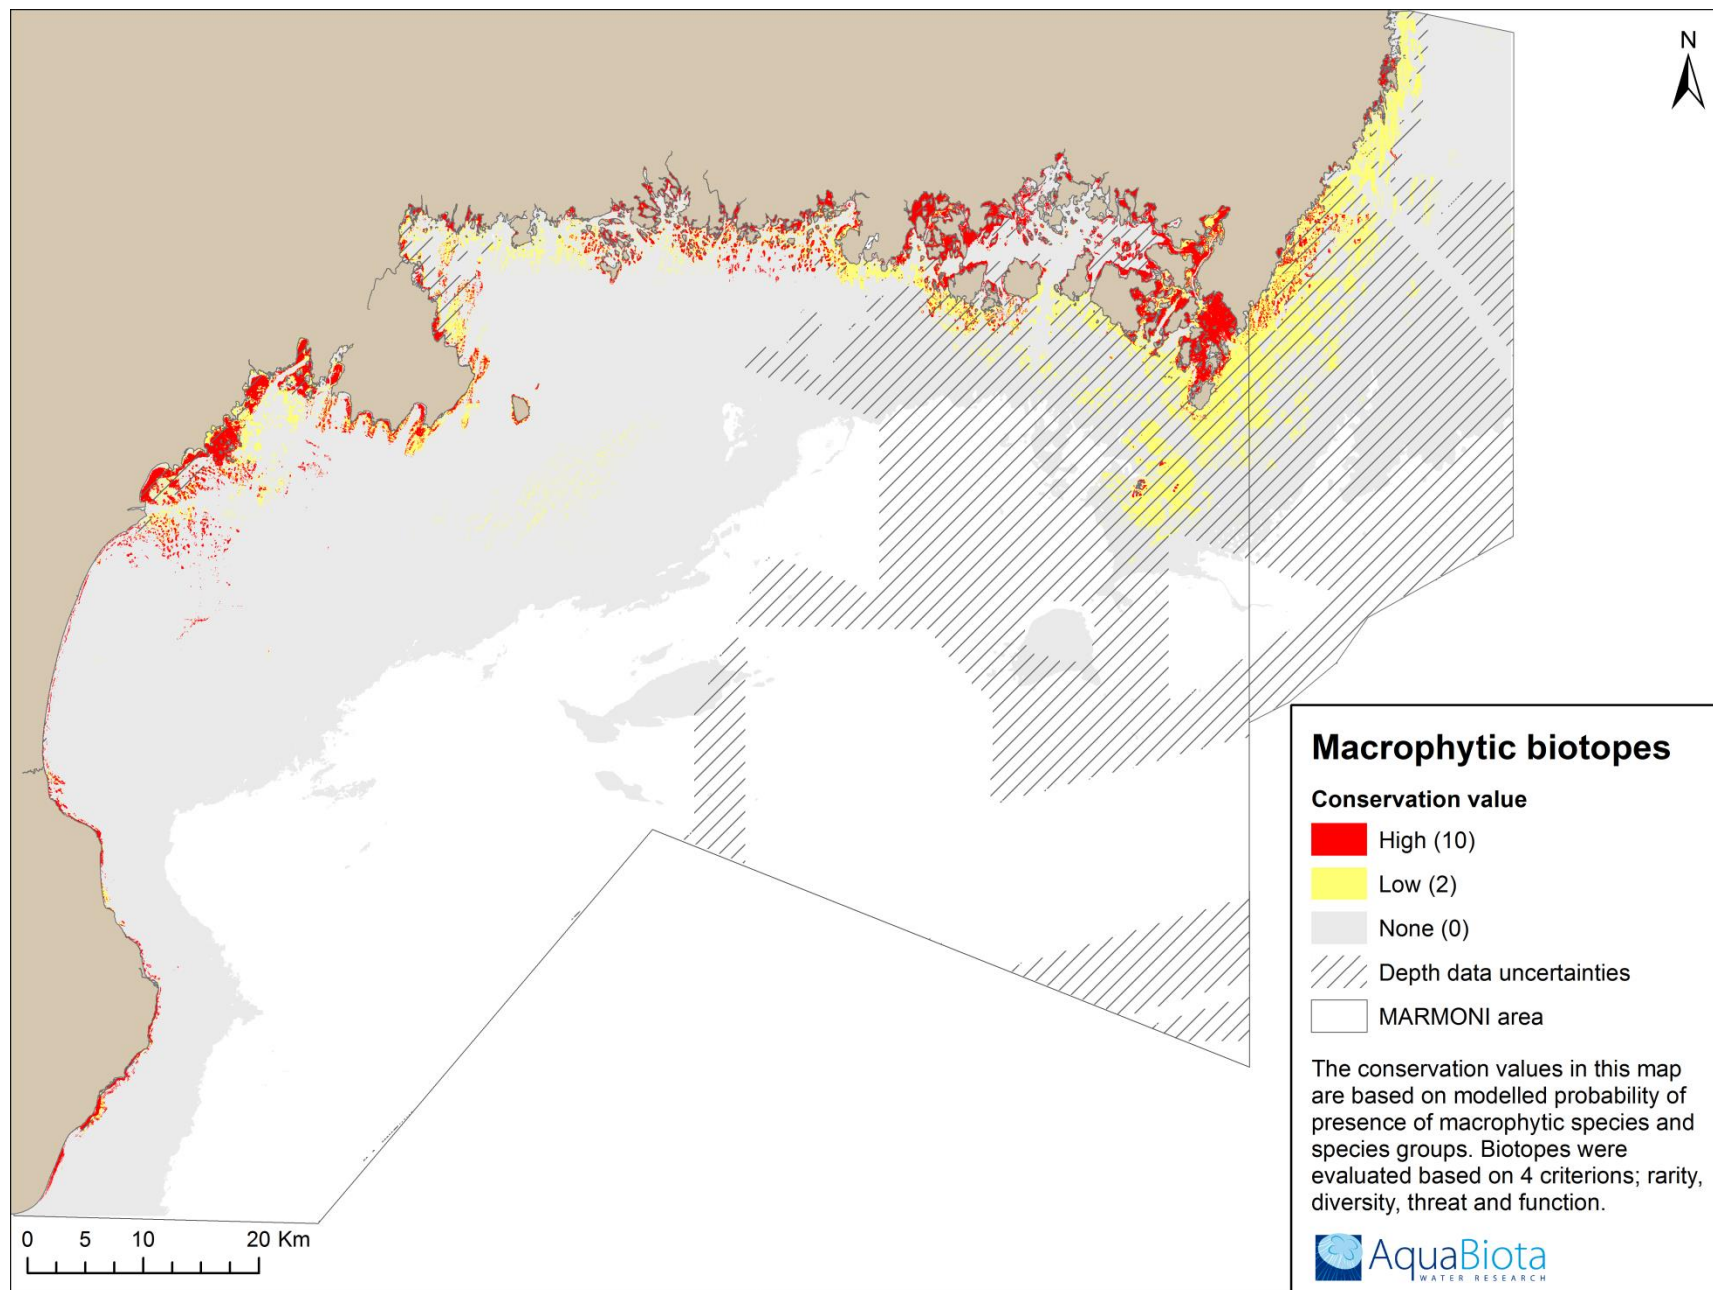 N
Macrophytic biotopes
Conservation value
High (10)
Low (2)
None (0)
Depth data uncertainties
MARMONI area
The conservation values in this map
are based on modelled probability of
presence of macrophytic species and
species groups. Biotopes were
evaluated based on 4 criterions; rarity,
diversity, threat and function.
AquaBiota
WATER RESEARCH
0 5 10 20 Km